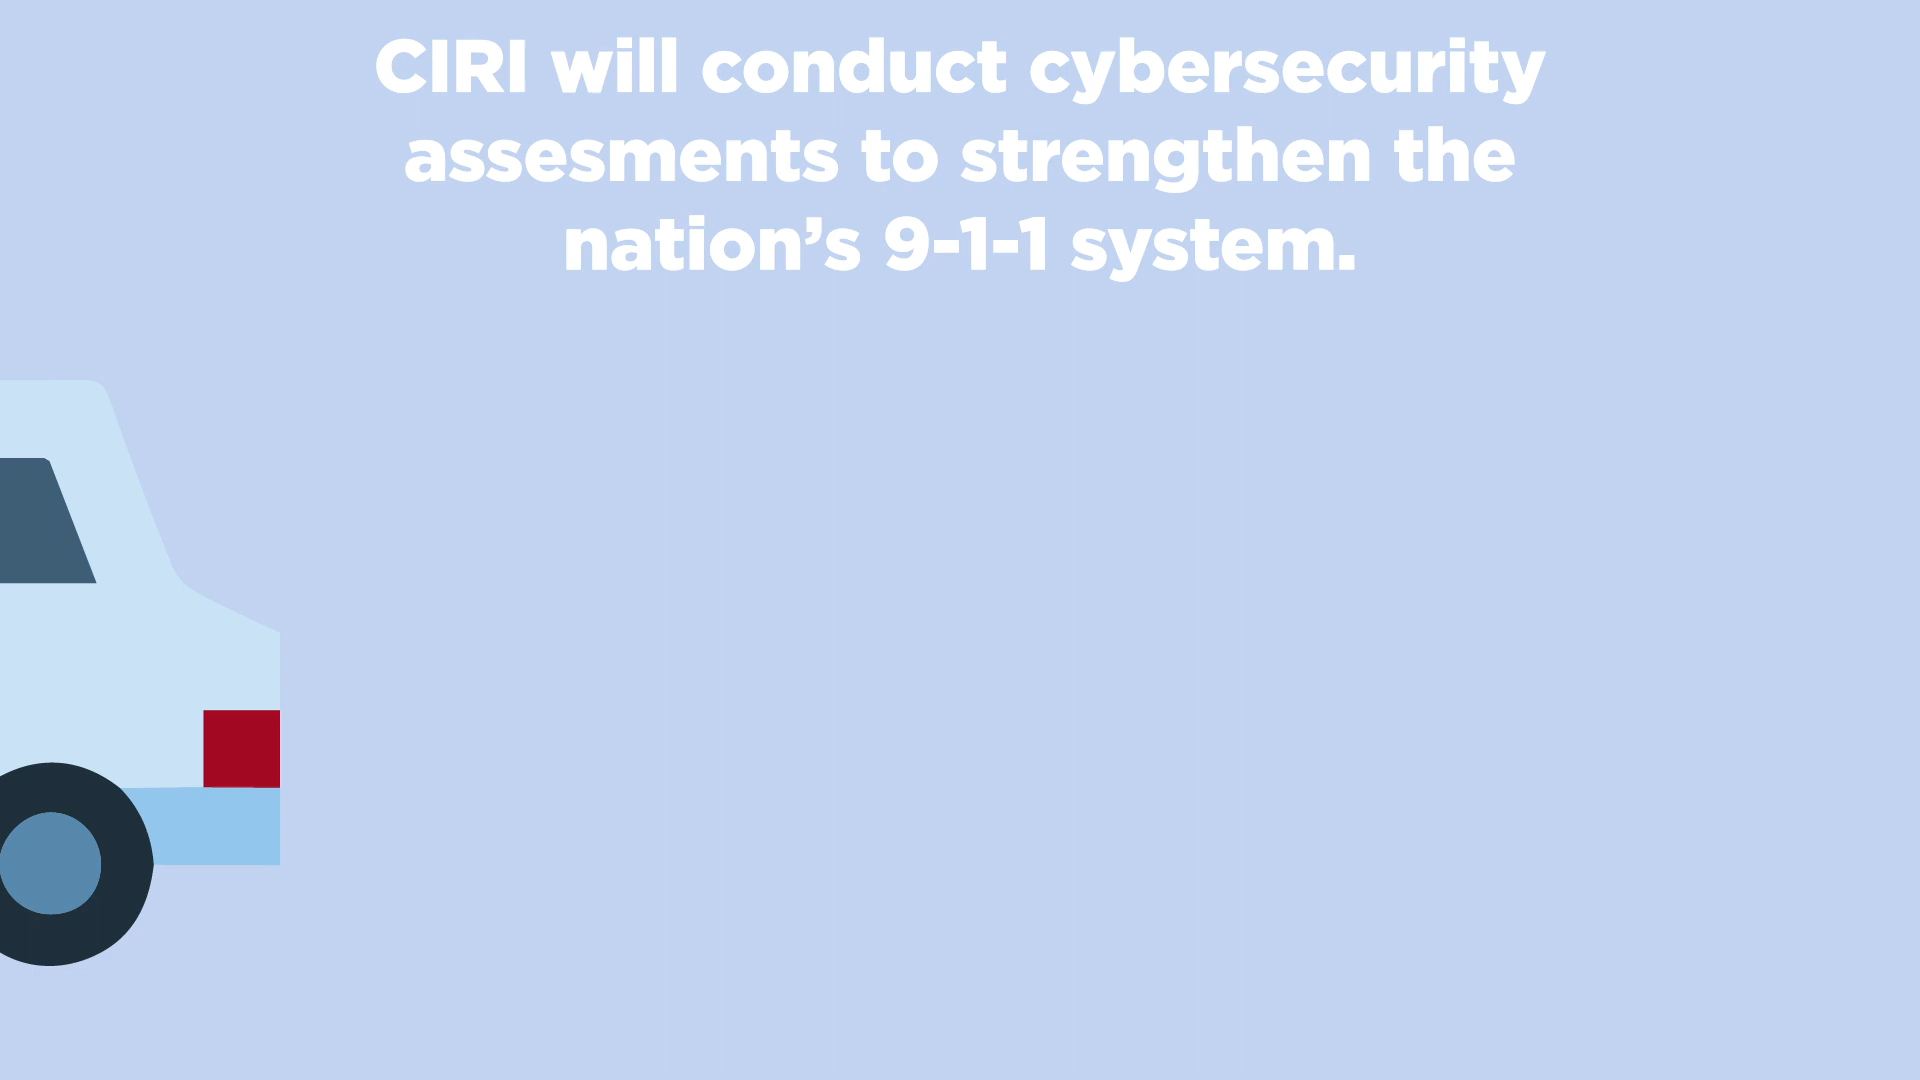 CIRI will conduct cybersecurity
assesments to strengthen the
nation’s 9-1-1 system.